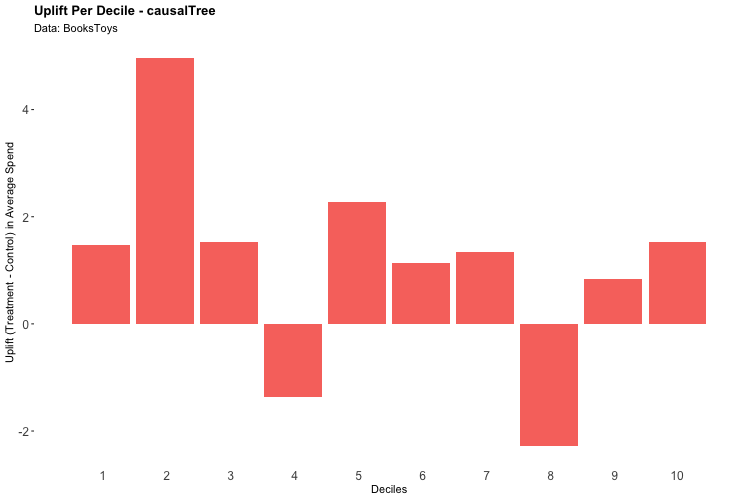 Uplift Per Decile - causalTree
Data: BooksToys
Uplift (Treatment - Control) in Average Spend
4
2
0
-2
1 2 3 4 5 6 7 8 9 10
Deciles